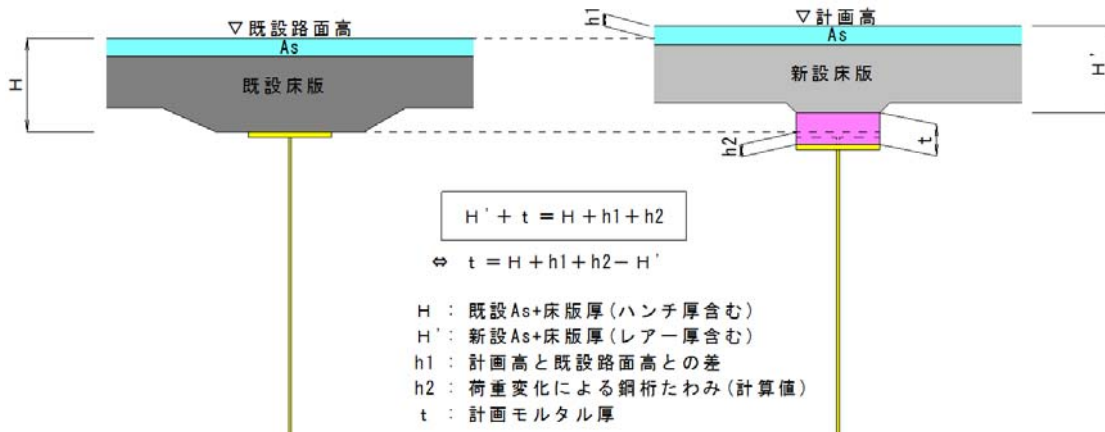 ▽既設路面高
As
既設床版
H
h1
▽計画高
As
新設床版
H'
h2
t
H'+t=H+h1+h2
⇔ t=H+h1+h2−H'
H : 既設As+床版厚(ハンチ厚含む)
H': 新設As+床版厚(レアー厚含む)
h1 : 計画高と既設路面高との差
h2 : 荷重変化による鋼桁たわみ(計算値)
t : 計画モルタル厚